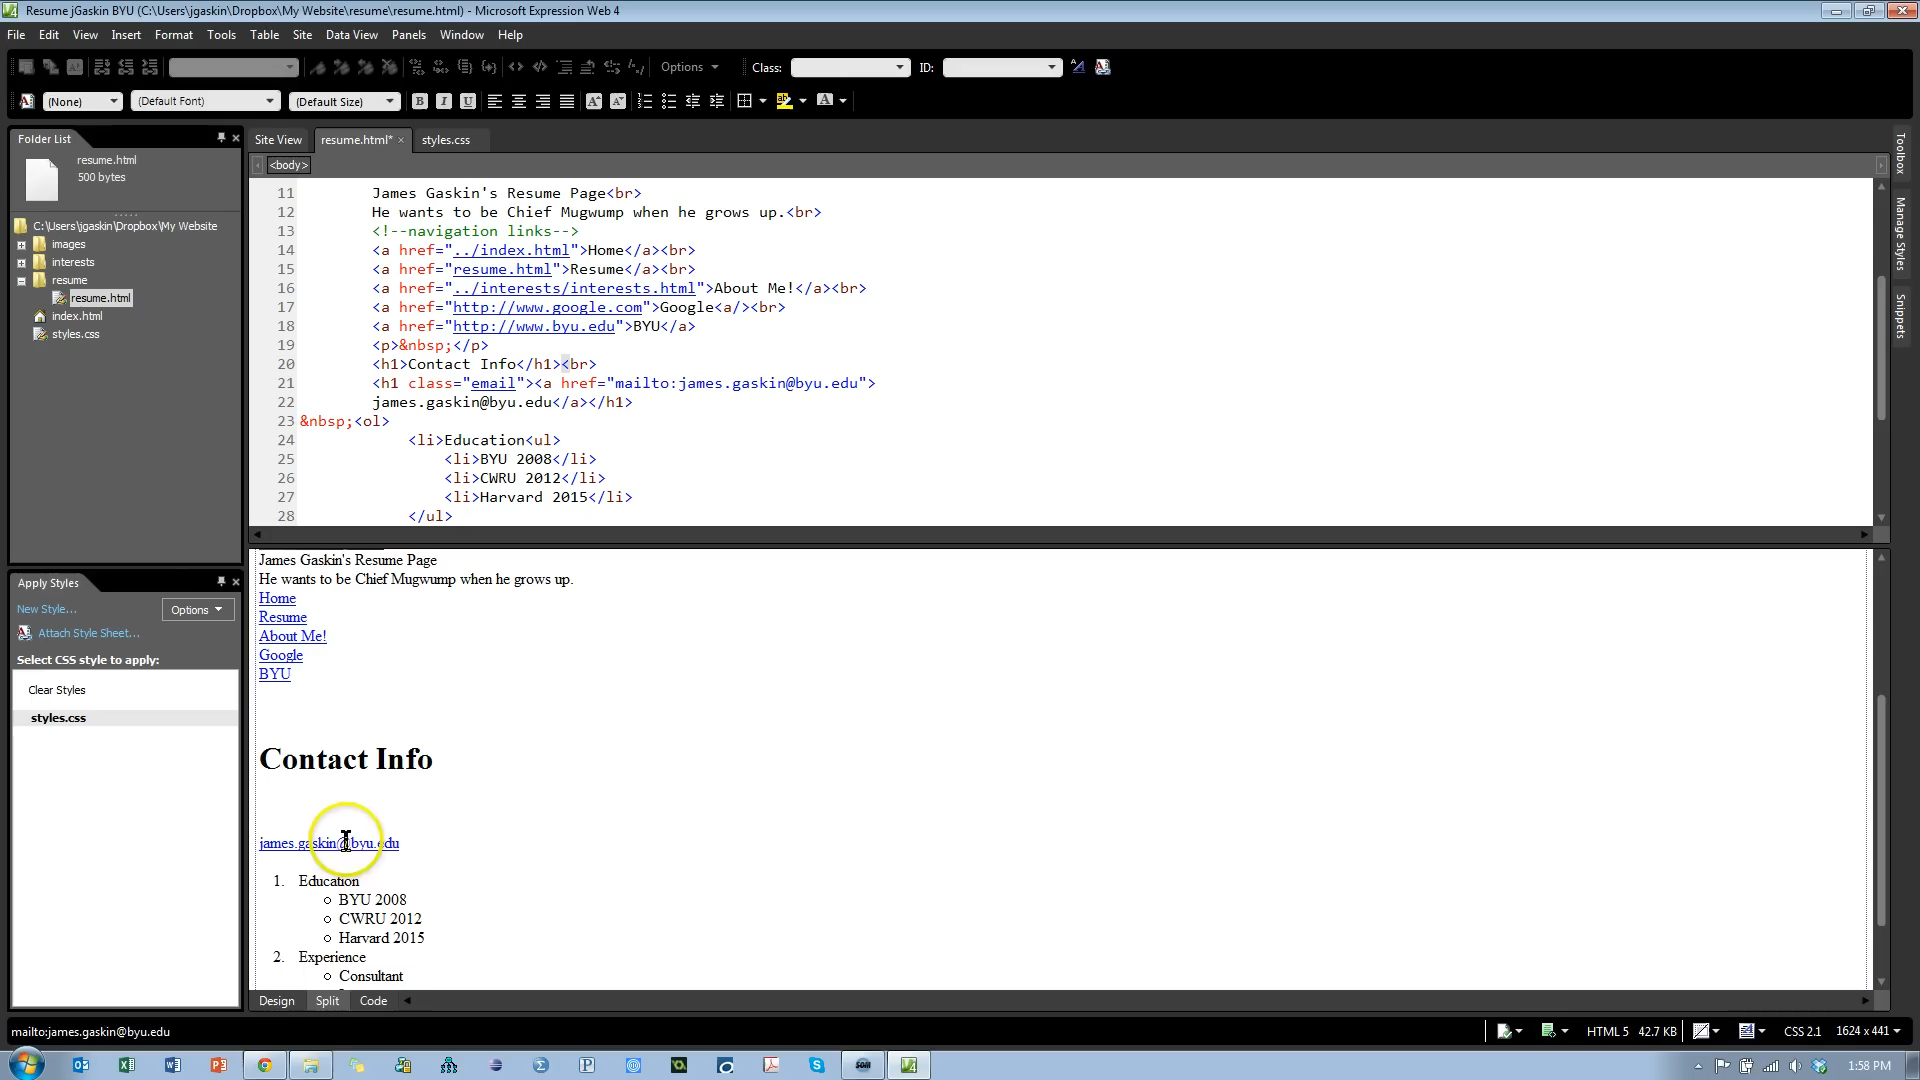 Resume jGaskin BYU (C:\Users\jgaskin\Dropbox\My Website\resume\resume.html) - Microsoft Expression Web 4
File Edit View Insert Format Tools Table Site Data View Panels Window Help
Options Class: ID:
(None) (Default Font) (Default Size) B I U
Folder List
resume.html
500 bytes
C:\Users\jgaskin\Dropbox\My Website
images
interests
resume
resume.html
index.html
styles.css
Apply Styles
New Style...
Options
Attach Style Sheet...
Select CSS style to apply:
Clear Styles
styles.css
Site View resume.html* styles.css
<body>
11 James Gaskin's Resume Page<br>
12 He wants to be Chief Mugwump when he grows up.<br>
13 <!--navigation links-->
14 <a href="../index.html">Home</a><br>
15 <a href="resume.html">Resume</a><br>
16 <a href="../interests/interests.html">About Me!</a><br>
17 <a href="http://www.google.com">Google<a/><br>
18 <a href="http://www.byu.edu">BYU</a>
19 <p>&nbsp;</p>
20 <h1>Contact Info</h1><br>
21 <h1 class="email"><a href="mailto:james.gaskin@byu.edu">
22 james.gaskin@byu.edu</a></h1>
23 &nbsp;<ol>
24 <li>Education<ul>
25 <li>BYU 2008</li>
26 <li>CWRU 2012</li>
27 <li>Harvard 2015</li>
28 </ul>
James Gaskin's Resume Page
He wants to be Chief Mugwump when he grows up.
Home
Resume
About Me!
Google
BYU
Contact Info
james.gaskin@byu.edu
1. Education
BYU 2008
CWRU 2012
Harvard 2015
2. Experience
Consultant
Design Split Code
Toolbox
Manage Styles
Snippets
mailto:james.gaskin@byu.edu
HTML 5 42.7 KB CSS 2.1 1624 x 441
1:58 PM